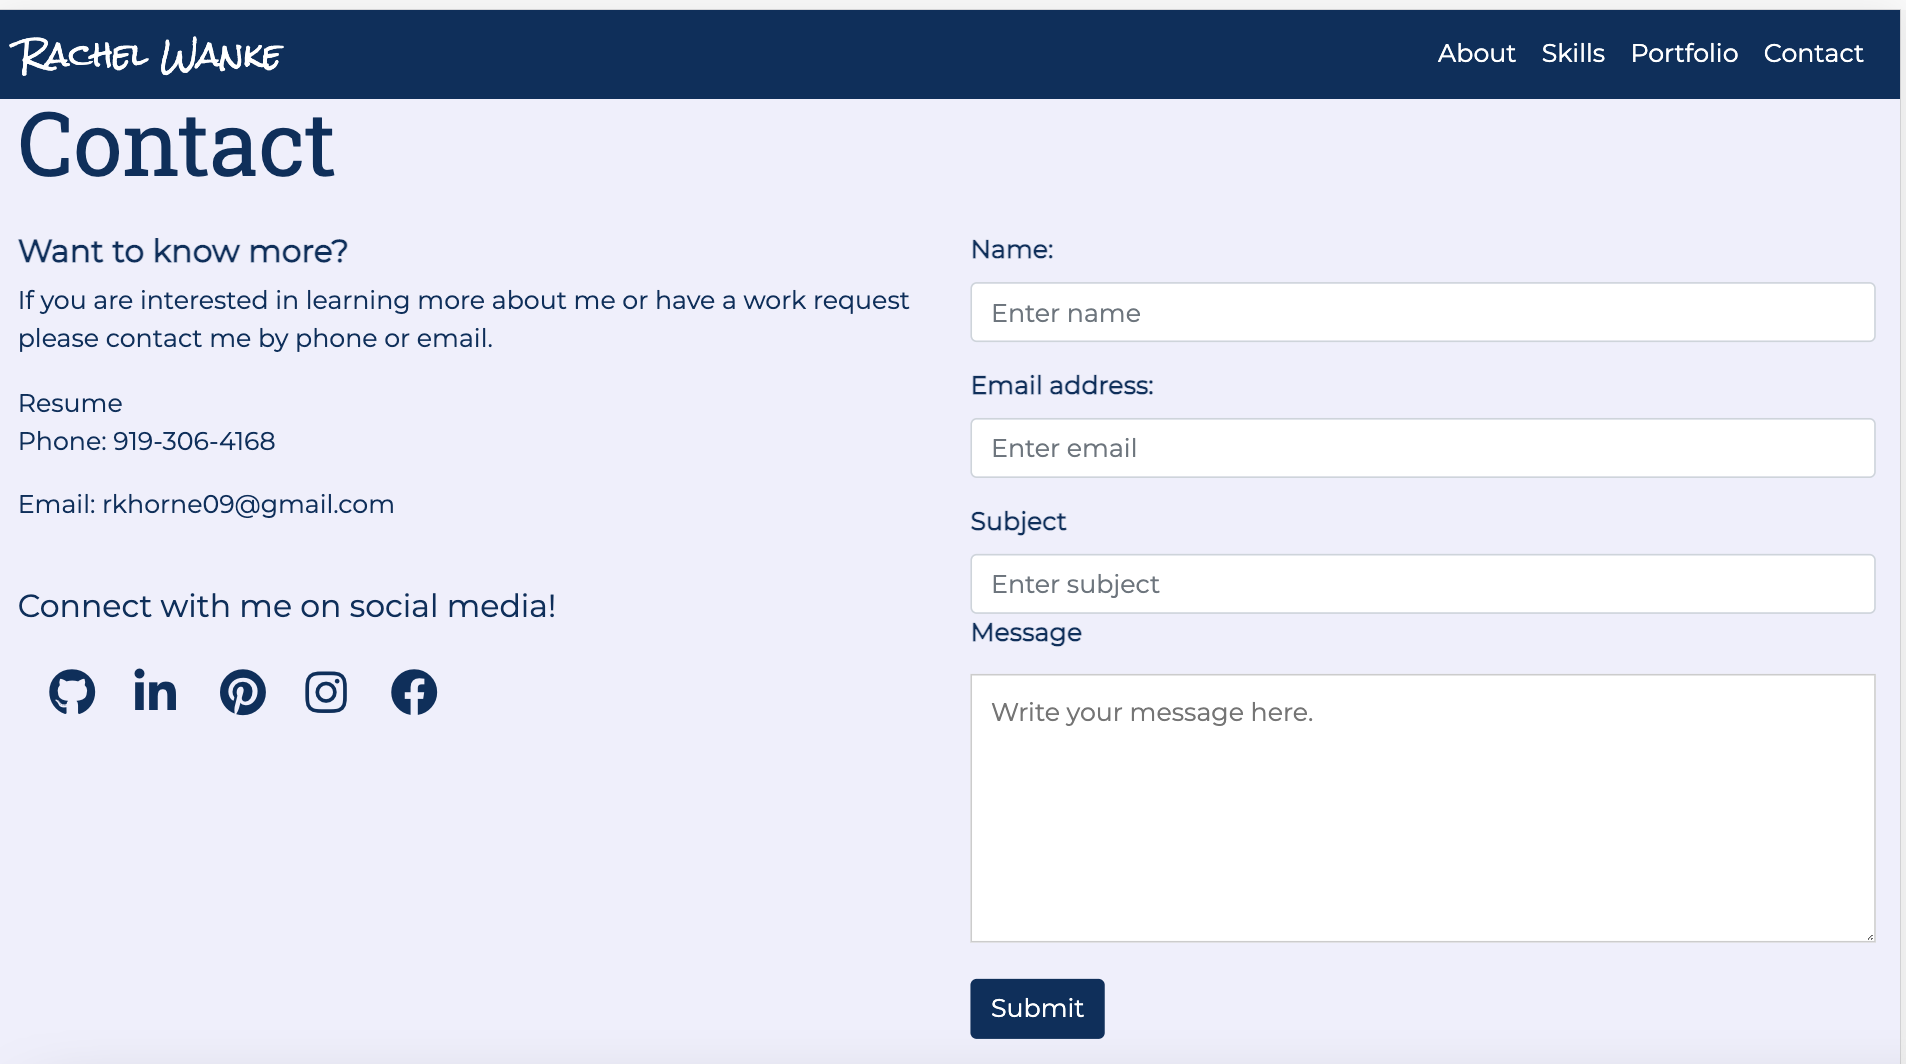 Rachel Wanke
About Skills Portfolio Contact
Contact
Want to know more?
If you are interested in learning more about me or have a work request
please contact me by phone or email.
Resume
Phone: 919-306-4168
Email: rkhorne09@gmail.com
Connect with me on social media!
Name:
Enter name
Email address:
Enter email
Subject
Enter subject
Message
Write your message here.
Submit